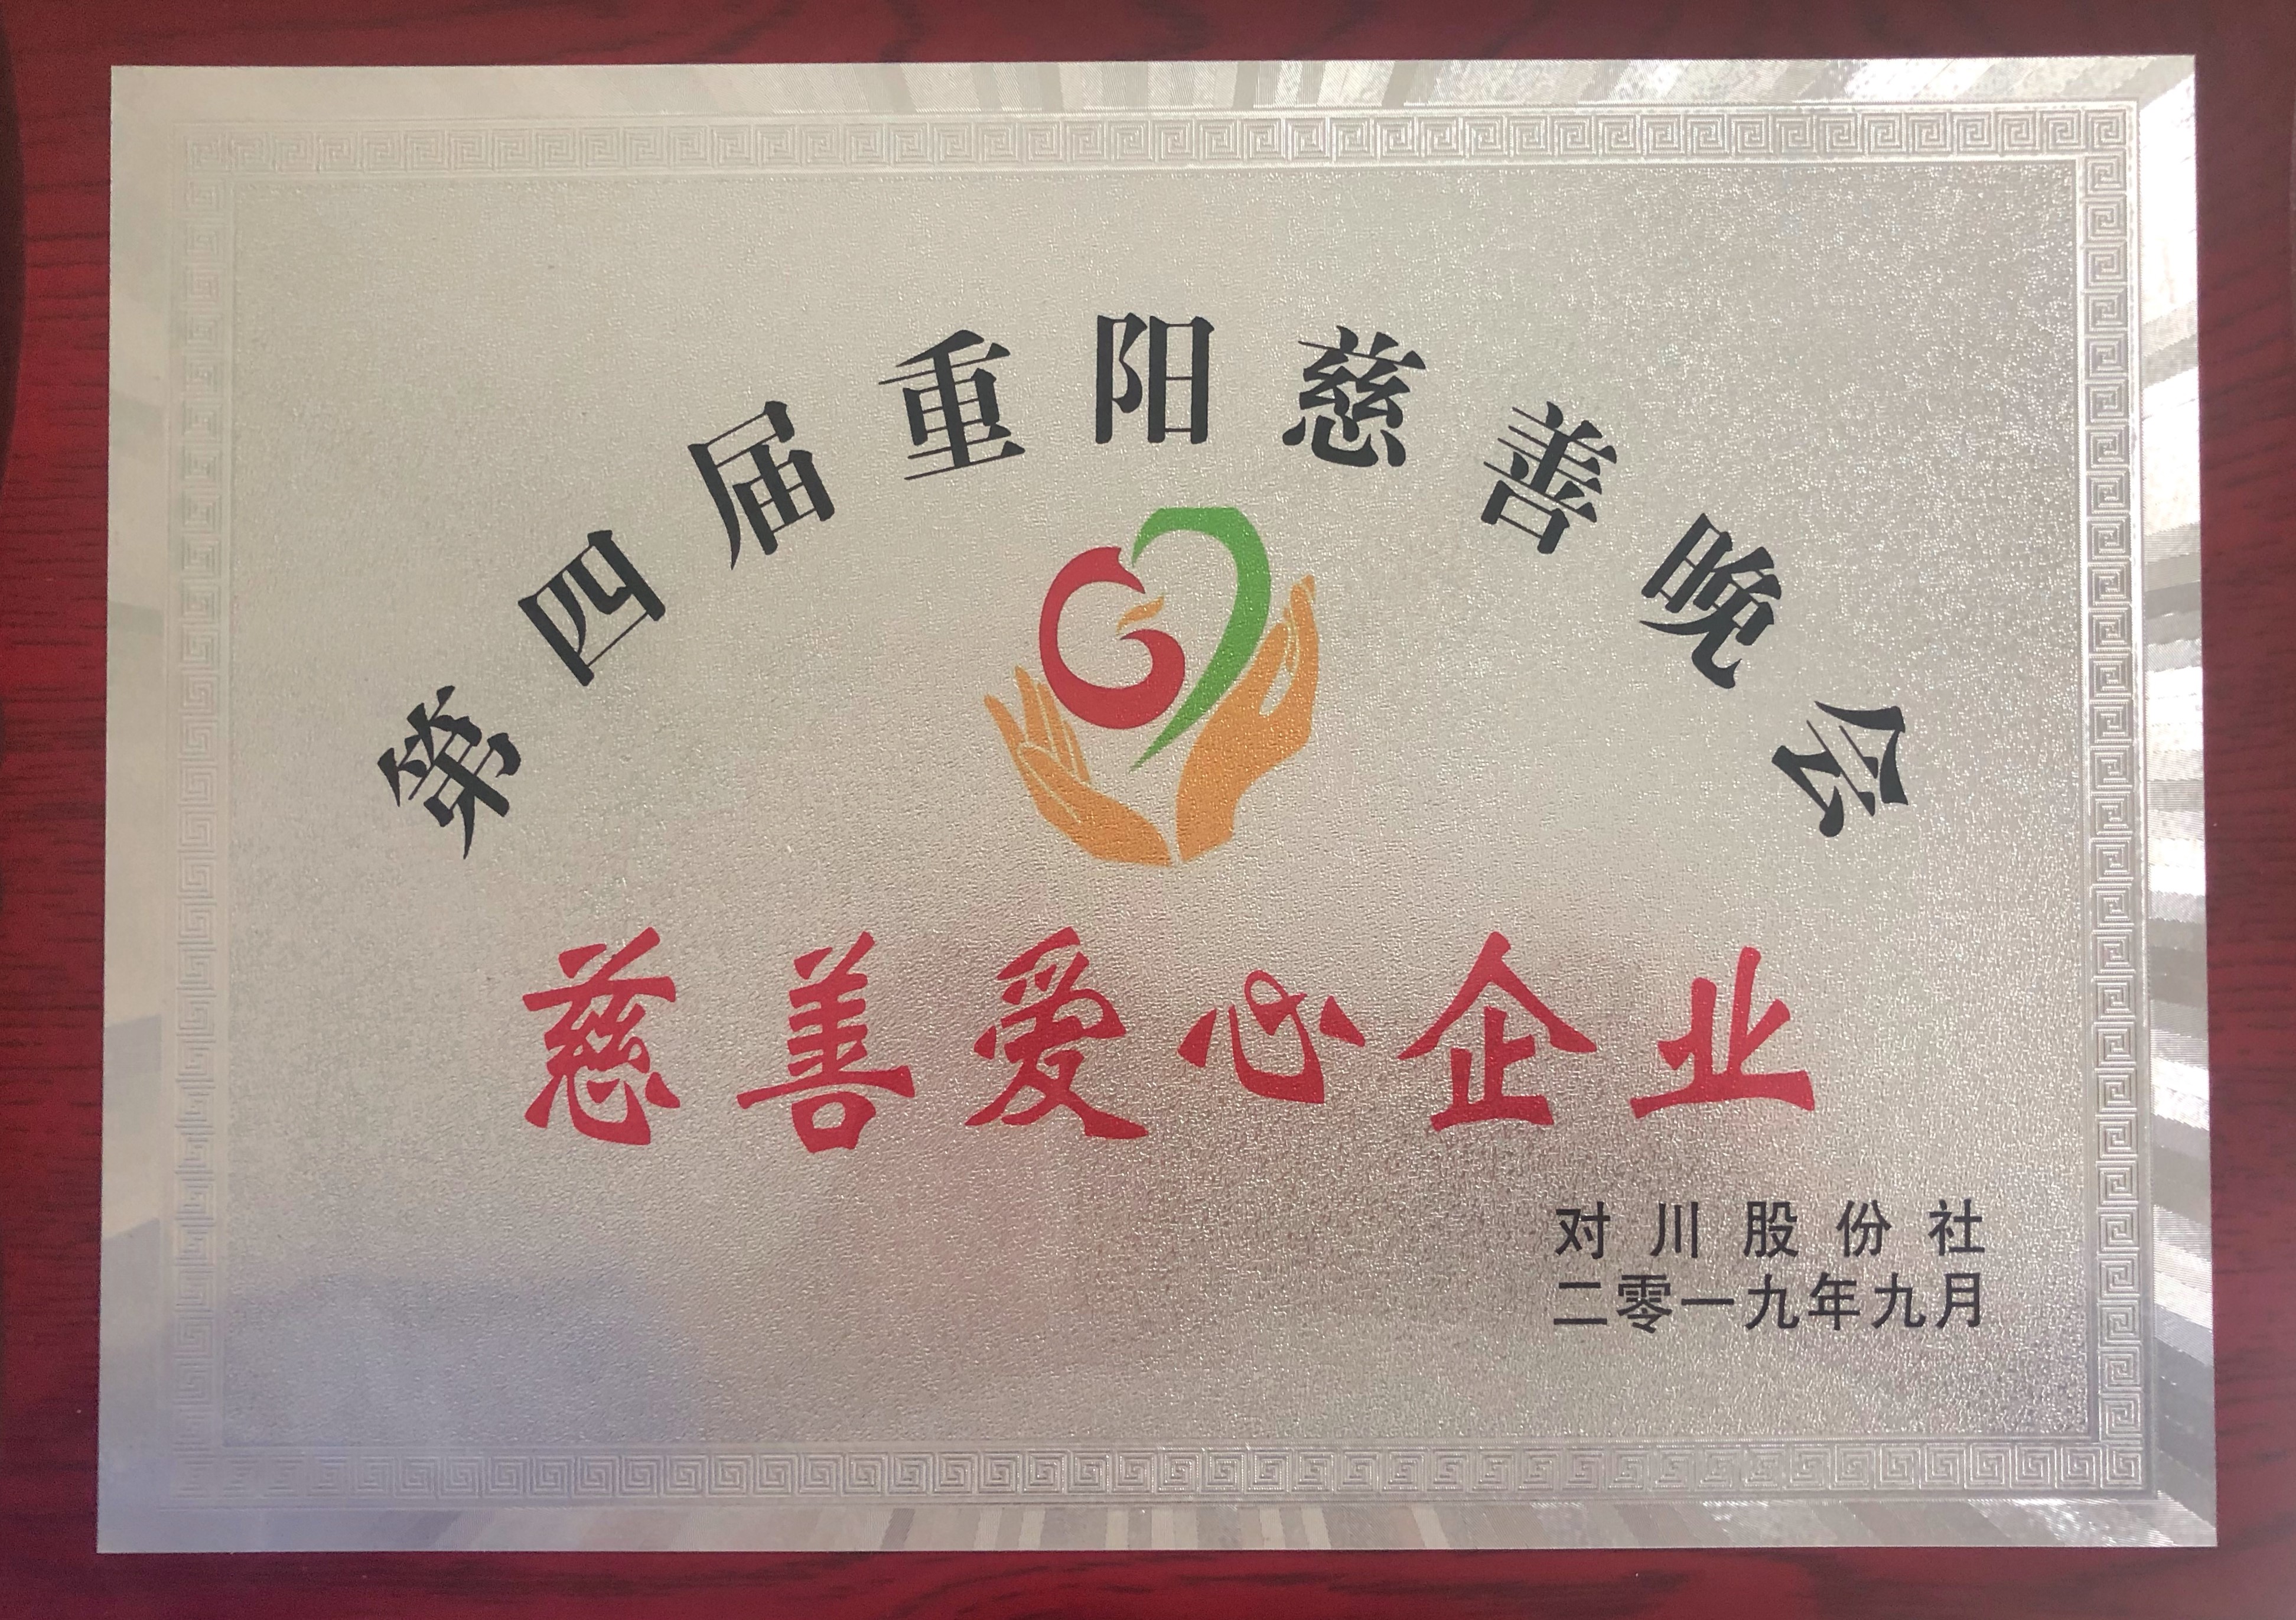 第四届重阳慈善晚会
慈善爱心企业
对川股份社
二零一九年九月